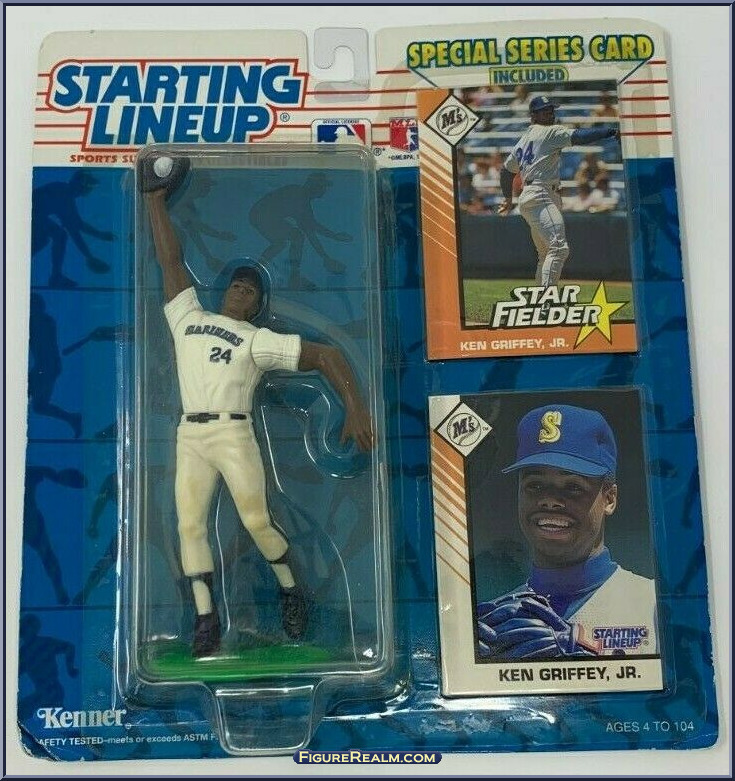 STARTING
LINEUP®
SPORTS SU
SPECIAL SERIES CARD
INCLUDED
M's
24
STAR
FIELDER
KEN GRIFFEY, JR.
MARINERS
24
M's
S
STARTING
LINEUP
KEN GRIFFEY, JR.
Kenner
AFETY TESTED-meets or exceeds ASTM F
AGES 4 TO 104
FIGUREREALM.COM